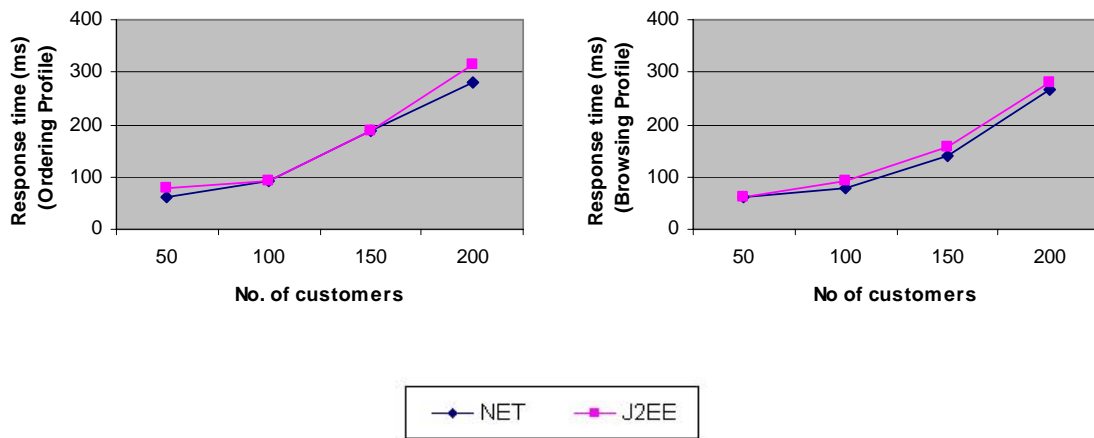 Response time (ms)
(Ordering Profile)
400
300
200
100
0
50 100 150 200
No. of customers
Response time (ms)
(Browsing Profile)
400
300
200
100
0
50 100 150 200
No of customers
NET J2EE